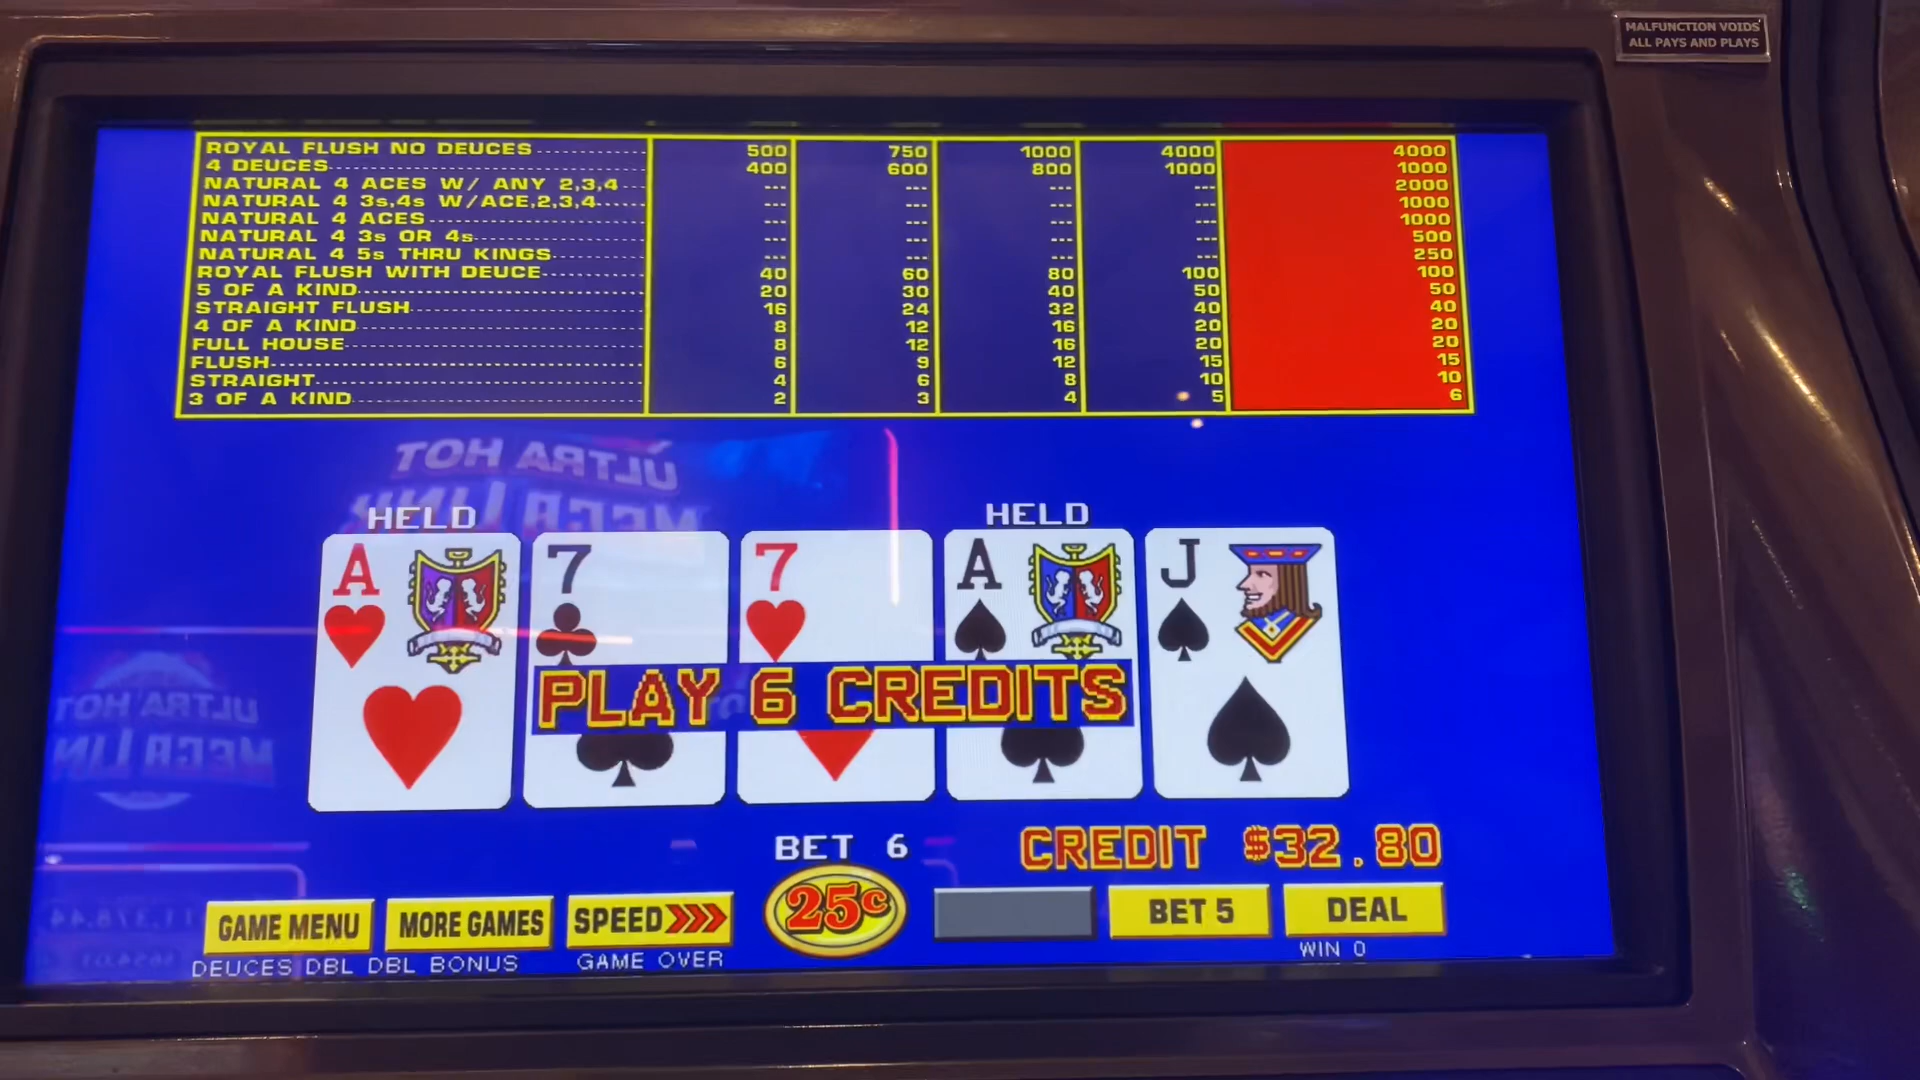 MALFUNCTION VOIDS
ALL PAYS AND PLAYS
ROYAL FLUSH NO DEUCES 500 750 1000 4000 4000
4 DEUCES 400 600 800 1000 1000
NATURAL 4 ACES W/ ANY 2,3,4 --- --- --- --- 2000
NATURAL 4 3s,4s W/ACE,2,3,4 --- --- --- --- 1000
NATURAL 4 ACES --- --- --- --- 1000
NATURAL 4 3s OR 4s --- --- --- --- 500
NATURAL 4 5s THRU KINGS --- --- --- --- 250
ROYAL FLUSH WITH DEUCE 40 60 80 100 100
5 OF A KIND 20 30 40 50 50
STRAIGHT FLUSH 16 24 32 40 40
4 OF A KIND 8 12 16 20 20
FULL HOUSE 8 12 16 20 20
FLUSH 6 9 12 15 15
STRAIGHT 4 6 8 10 10
3 OF A KIND 2 3 4 5 6
ULTRA HOT
MEGA LINK
HELD HELD
A 7 7 A J
PLAY 6 CREDITS
ULTRA HOT
BET 6 CREDIT $32.80
GAME MENU MORE GAMES SPEED 25¢ BET 5 DEAL
DEUCES DBL DBL BONUS GAME OVER WIN 0